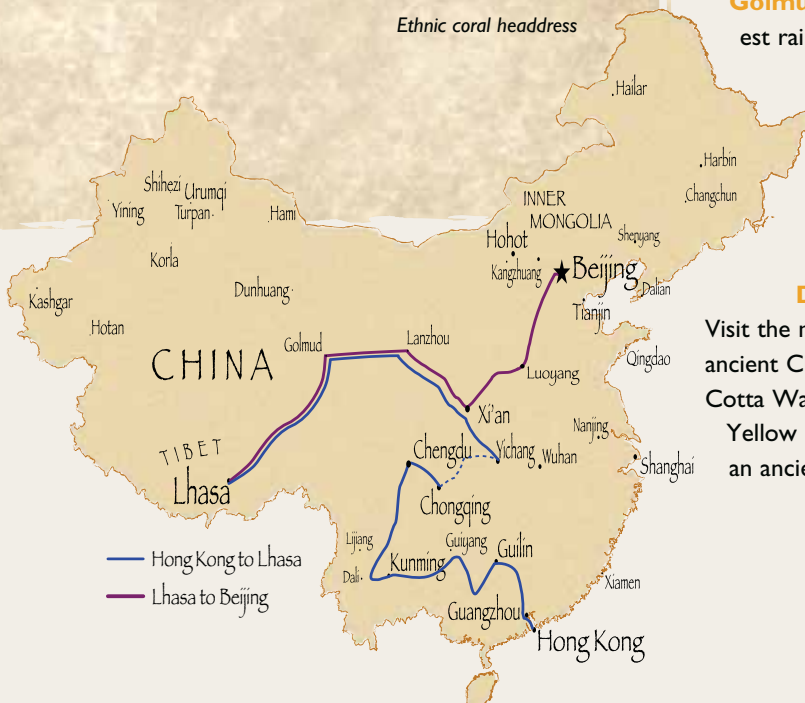 Ethnic coral headdress
Golmu
est rai
Hailar
Harbin
Changchun
Shihezi
Urumqi
Yining
Turpan
Hami
INNER
MONGOLIA
Shenyang
Hohot
Kangzhuang
Beijing
Korla
Dunhuang
Dalian
Tianjin
Kashgar
Hotan
Golmud
Lanzhou
CHINA
Luoyang
Qingdao
D
Visit the r
ancient C
Cotta Wa
Yellow
an ancie
Xi'an
Nanjing
TIBET
Chengdu
Yichang
Wuhan
Shanghai
Lhasa
Chongqing
Lijiang
Guiyang
Guilin
Hong Kong to Lhasa
Dali
Kunming
Xiamen
Lhasa to Beijing
Guangzhou
Hong Kong